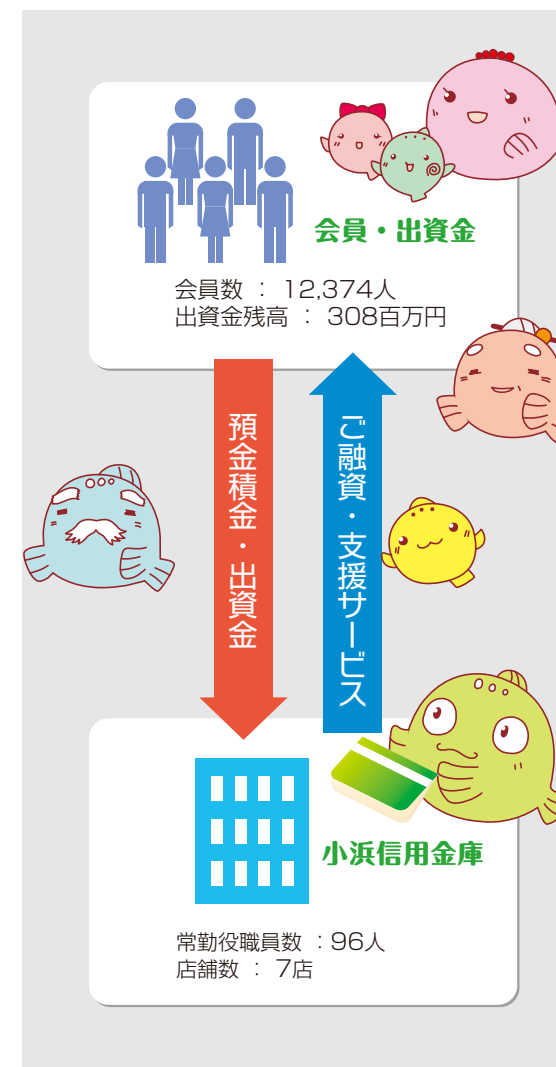 会員・出資金
会員数 : 12,374人
出資金残高 : 308百万円
預金積金・出資金
ご融資・支援サービス
小浜信用金庫
常勤役職員数 : 96人
店舗数 : 7店